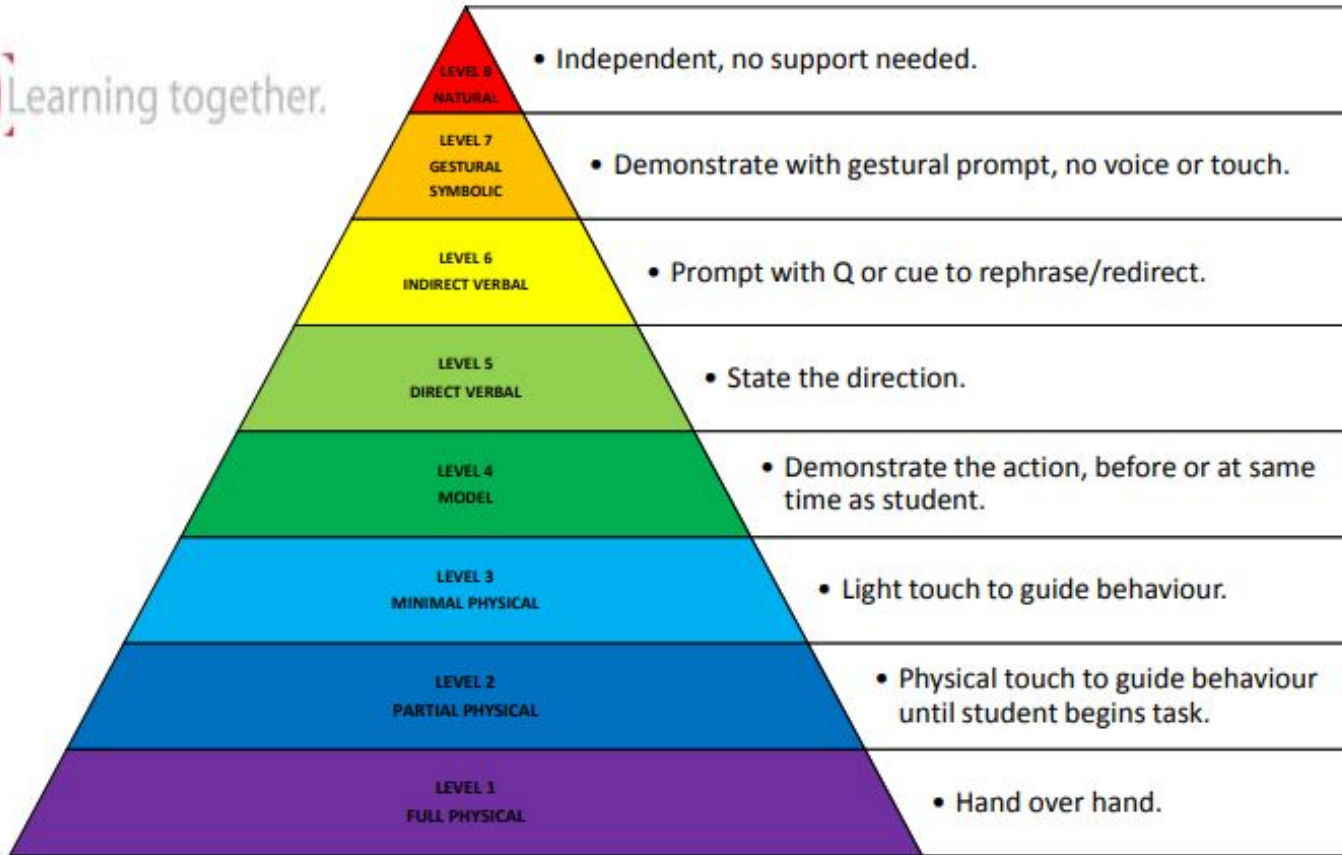 Learning together.
LEVEL 8
NATURAL
• Independent, no support needed.
LEVEL 7
GESTURAL
SYMBOLIC
• Demonstrate with gestural prompt, no voice or touch.
LEVEL 6
INDIRECT VERBAL
• Prompt with Q or cue to rephrase/redirect.
LEVEL 5
DIRECT VERBAL
• State the direction.
LEVEL 4
MODEL
• Demonstrate the action, before or at same
time as student.
LEVEL 3
MINIMAL PHYSICAL
• Light touch to guide behaviour.
LEVEL 2
PARTIAL PHYSICAL
• Physical touch to guide behaviour
until student begins task.
LEVEL 1
FULL PHYSICAL
• Hand over hand.